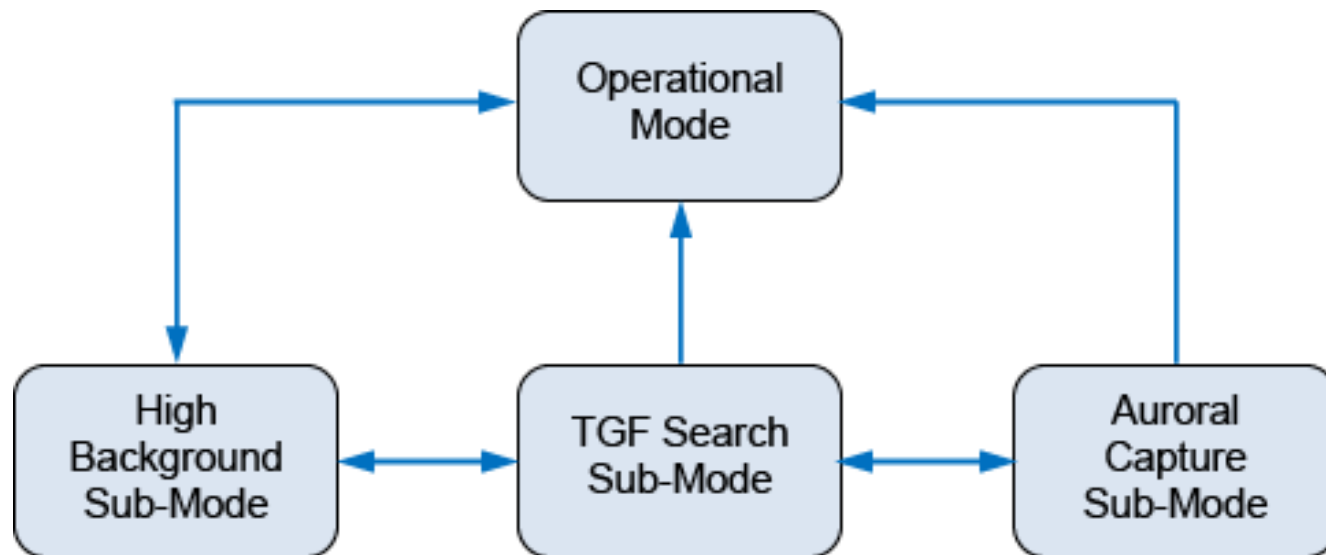 Operational
Mode
High
Background
Sub-Mode
TGF Search
Sub-Mode
Auroral
Capture
Sub-Mode